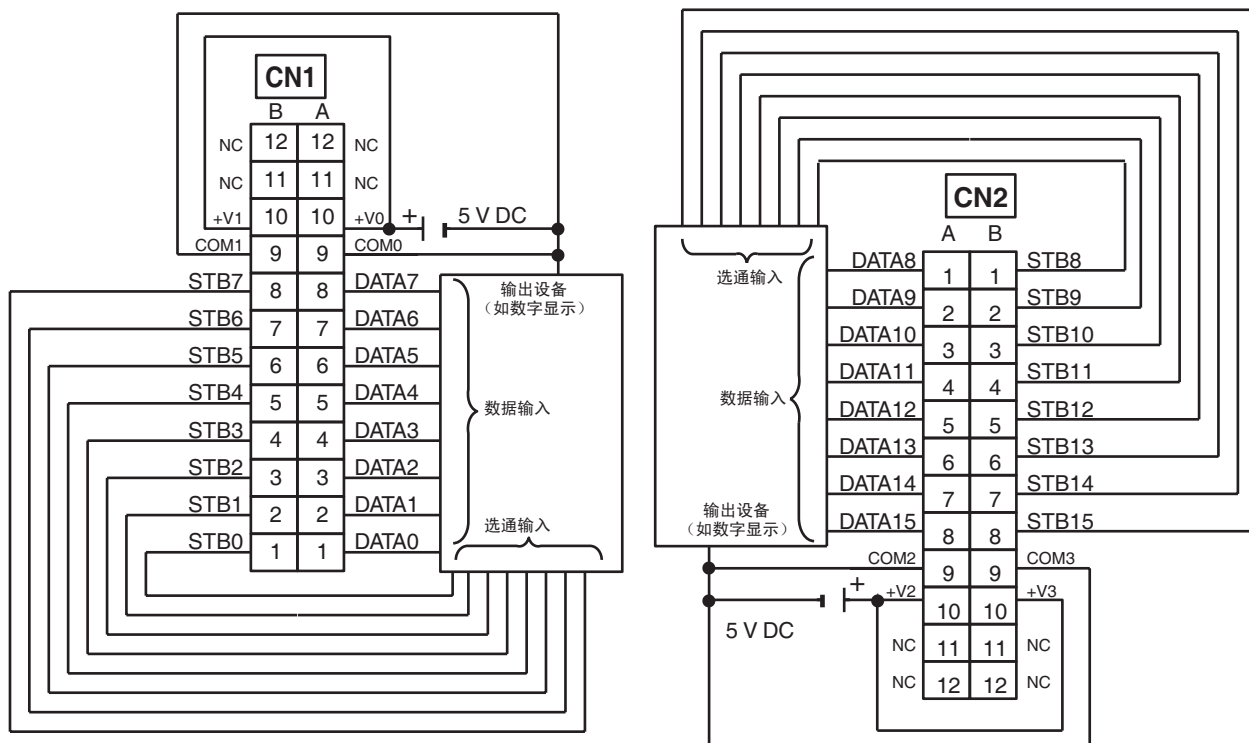 CN1
B A
NC 12 12 NC
NC 11 11 NC
+V1 10 10 +V0 + 5 V DC
COM1 9 9 COM0
STB7 8 8 DATA7
STB6 7 7 DATA6
STB5 6 6 DATA5
STB4 5 5 DATA4
STB3 4 4 DATA3
STB2 3 3 DATA2
STB1 2 2 DATA1
STB0 1 1 DATA0
输出设备
（如数字显示）
数据输入
选通输入
CN2
A B
DATA8 1 1 STB8
DATA9 2 2 STB9
DATA10 3 3 STB10
DATA11 4 4 STB11
DATA12 5 5 STB12
DATA13 6 6 STB13
DATA14 7 7 STB14
DATA15 8 8 STB15
COM2 9 9 COM3
+ +V2 10 10 +V3
5 V DC
NC 11 11 NC
NC 12 12 NC
选通输入
数据输入
输出设备
（如数字显示）